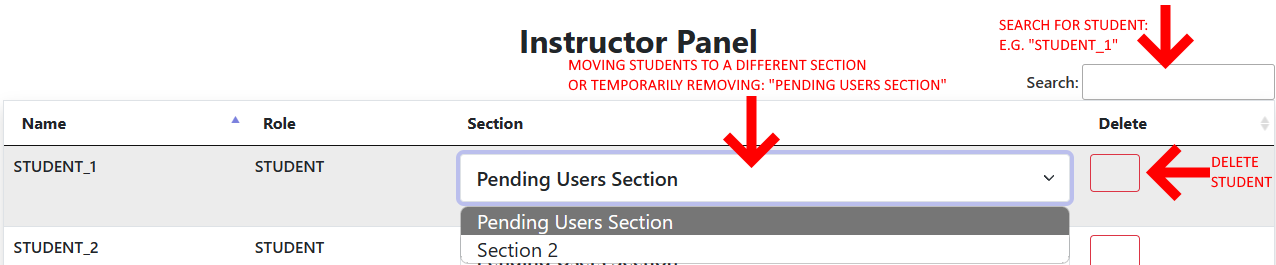 Instructor Panel
SEARCH FOR STUDENT:
E.G. "STUDENT_1"
MOVING STUDENTS TO A DIFFERENT SECTION
OR TEMPORARILY REMOVING: "PENDING USERS SECTION"
Search:
Name Role Section Delete
STUDENT_1 STUDENT Pending Users Section
DELETE
STUDENT
Pending Users Section
STUDENT_2 STUDENT Section 2